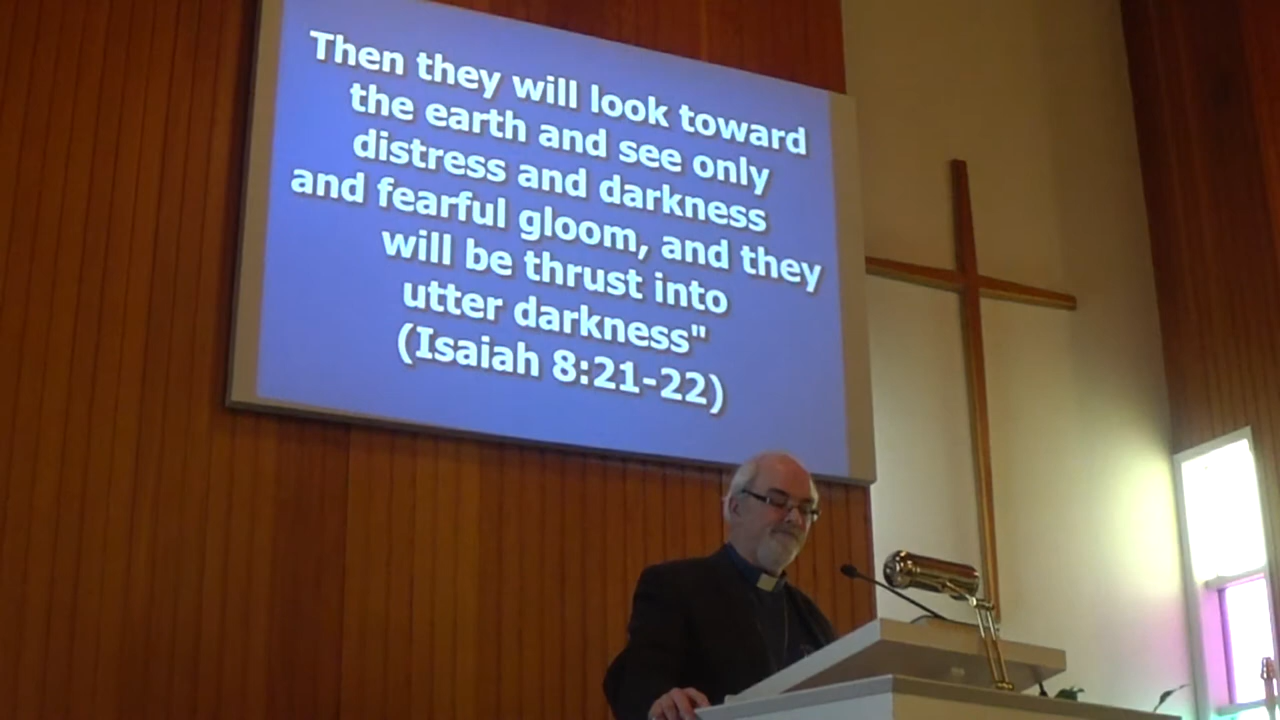 Then they will look toward
the earth and see only
distress and darkness
and fearful gloom, and they
will be thrust into
utter darkness"
(Isaiah 8:21-22)